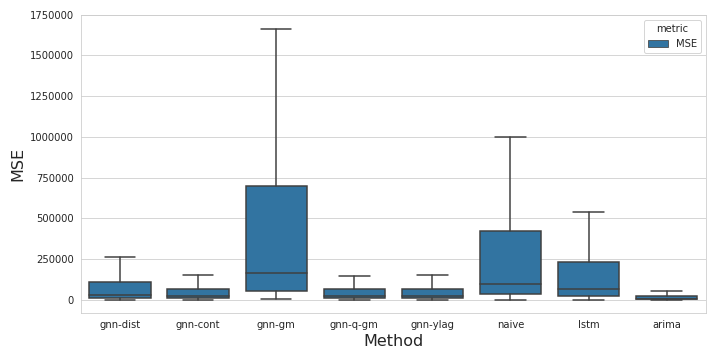 1750000
1500000
1250000
1000000
750000
500000
250000
0
MSE
metric
MSE
gnn-dist gnn-cont gnn-gm gnn-q-gm gnn-ylag naive lstm arima
Method